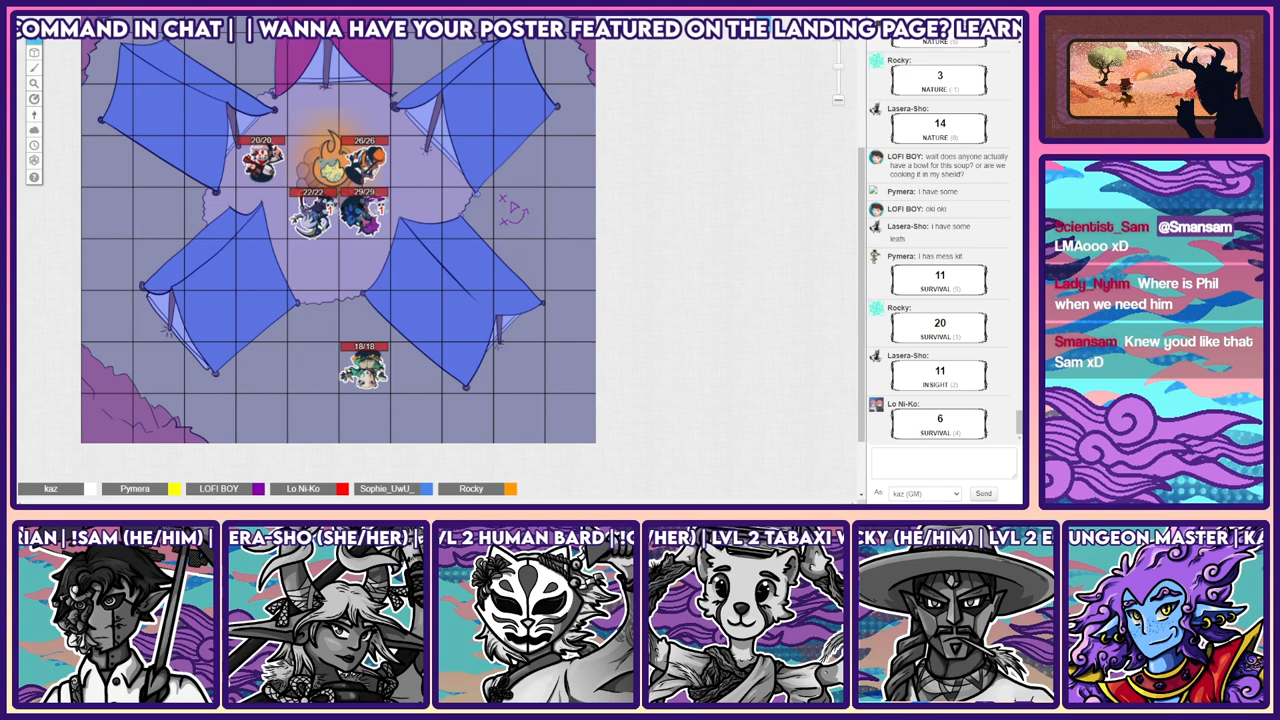 COMMAND IN CHAT | | WANNA HAVE YOUR POSTER FEATURED ON THE LANDING PAGE? LEARN
20/20
26/26
22/22
29/29
18/18
Rocky:
3
NATURE (-1)
Lasera-Sho:
14
NATURE (0)
LOFI BOY: wait does anyone actually
have a bowl for this soup? or are we
cooking it in my sheild?
Pymera: I have some
LOFI BOY: oki oki
Lasera-Sho: I have some
leafs
Pymera: I has mess kit
11
SURVIVAL (5)
Rocky:
20
SURVIVAL (1)
Lasera-Sho:
11
INSIGHT (2)
Lo Ni-Ko:
6
SURVIVAL (4)
As: kaz (GM) Send
kaz Pymera LOFI BOY Lo Ni-Ko Sophie_UwU_ Rocky
Scientist_Sam @Smansam
LMAooo xD
Lady_Nyhm Where is Phil
when we need him
Smansam Knew youd like that
Sam xD
RIAN | !SAM (HE/HIM) |
ERA-SHO (SHE/HER) |
VL 2 HUMAN BARD | !
/HER) | LVL 2 TABAXI
CKY (HE/HIM) | LVL 2 E
UNGEON MASTER | KA